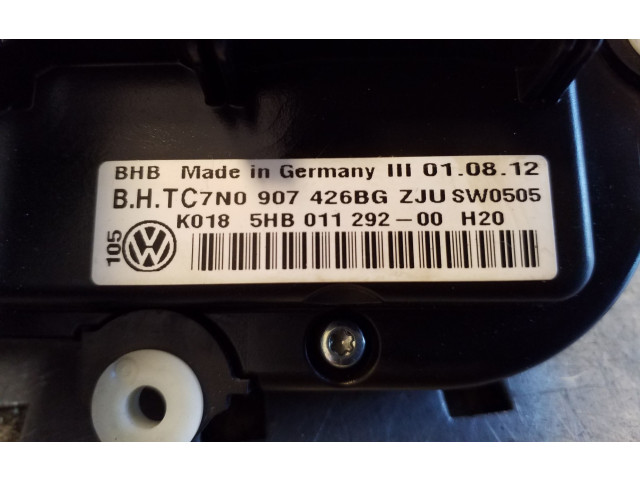 BHB Made in Germany III 01.08.12
B.H.TC7N0 907 426BG ZJU SW0505
K018 5HB 011 292-00 H20
105